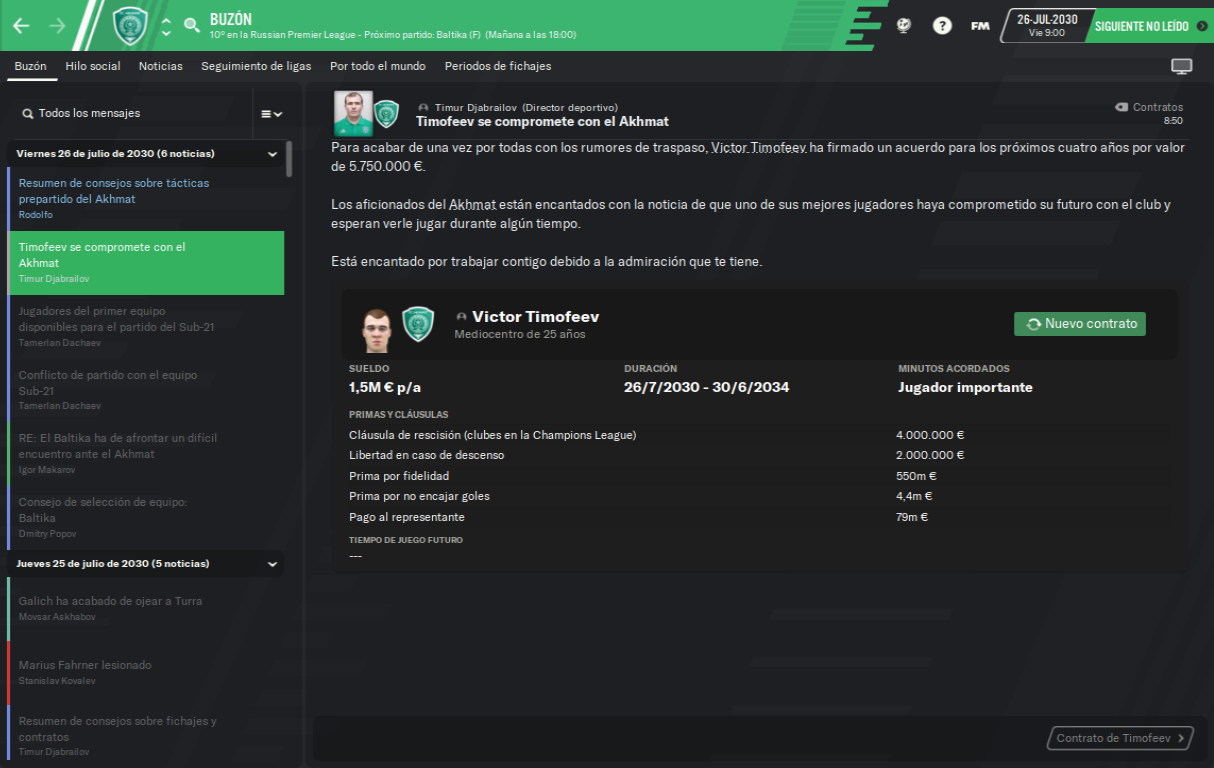 BUZÓN
10º en la Russian Premier League - Próximo partido: Baltika (F) (Mañana a las 18:00)
FM
26-JUL-2030
Vie 9:00
SIGUIENTE NO LEÍDO
Buzón Hilo social Noticias Seguimiento de ligas Por todo el mundo Periodos de fichajes
Todos los mensajes
Viernes 26 de julio de 2030 (6 noticias)
Resumen de consejos sobre tácticas
prepartido del Akhmat
Rodolfo
Timofeev se compromete con el
Akhmat
Timur Djabrailov
Jugadores del primer equipo
disponibles para el partido del Sub-21
Tamerlan Dachaev
Conflicto de partido con el equipo
Sub-21
Tamerlan Dachaev
RE: El Baltika ha de afrontar un difícil
encuentro ante el Akhmat
Igor Makarov
Consejo de selección de equipo:
Baltika
Dmitry Popov
Jueves 25 de julio de 2030 (5 noticias)
Galich ha acabado de ojear a Turra
Movsar Askhabov
Marius Fahrner lesionado
Stanislav Kovalev
Resumen de consejos sobre fichajes y
contratos
Timur Djabrailov
Timur Djabrailov (Director deportivo)
Timofeev se compromete con el Akhmat
Contratos
8:50
Para acabar de una vez por todas con los rumores de traspaso, Victor Timofeev ha firmado un acuerdo para los próximos cuatro años por valor
de 5.750.000 €.
Los aficionados del Akhmat están encantados con la noticia de que uno de sus mejores jugadores haya comprometido su futuro con el club y
esperan verle jugar durante algún tiempo.
Está encantado por trabajar contigo debido a la admiración que te tiene.
Victor Timofeev
Mediocentro de 25 años
Nuevo contrato
SUELDO DURACIÓN MINUTOS ACORDADOS
1,5M € p/a 26/7/2030 - 30/6/2034 Jugador importante
PRIMAS Y CLÁUSULAS
Cláusula de rescisión (clubes en la Champions League) 4.000.000 €
Libertad en caso de descenso 2.000.000 €
Prima por fidelidad 550m €
Prima por no encajar goles 4,4m €
Pago al representante 79m €
TIEMPO DE JUEGO FUTURO
---
Contrato de Timofeev